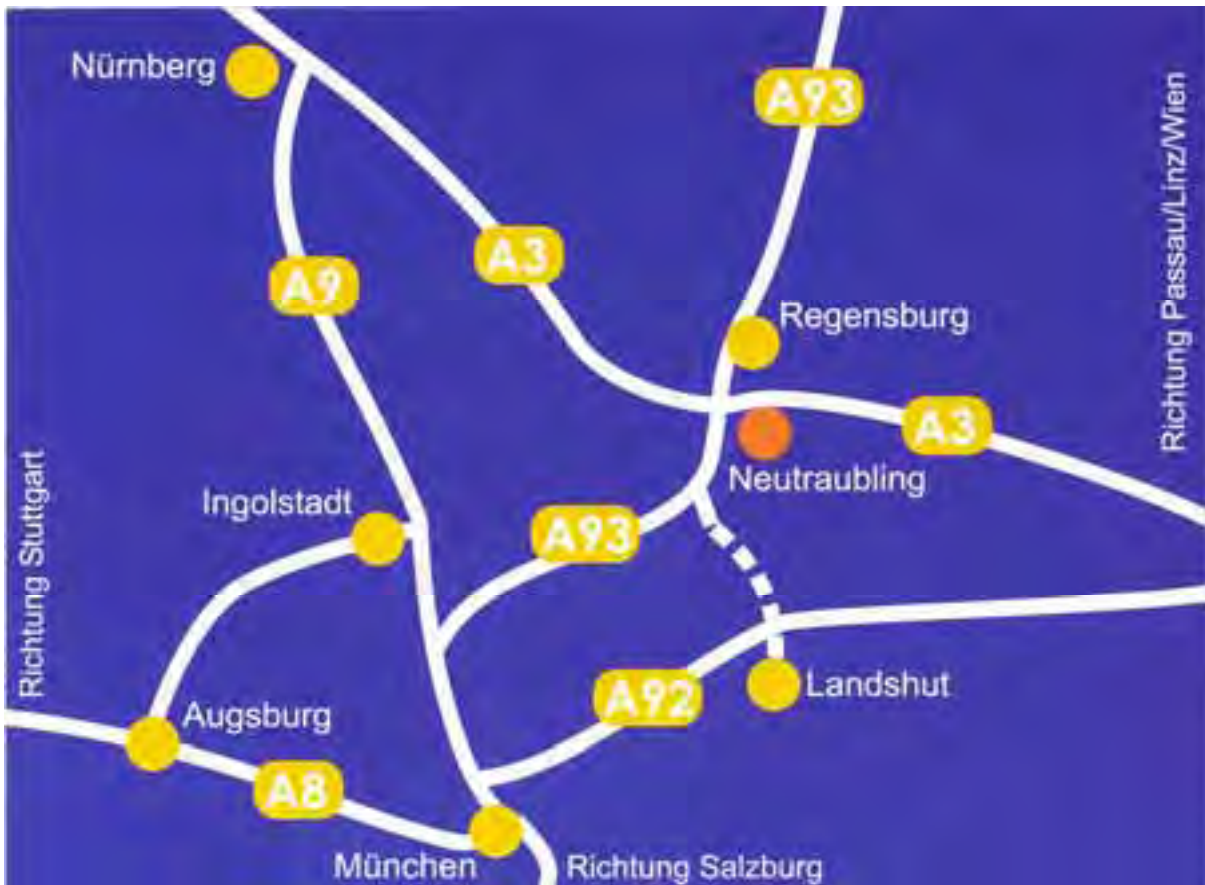 Nürnberg
A93
Richtung Passau/Linz/Wien
A3
A9
Regensburg
A3
Neutraubling
Ingolstadt
A93
Richtung Stuttgart
A92
Landshut
Augsburg
A8
München
Richtung Salzburg